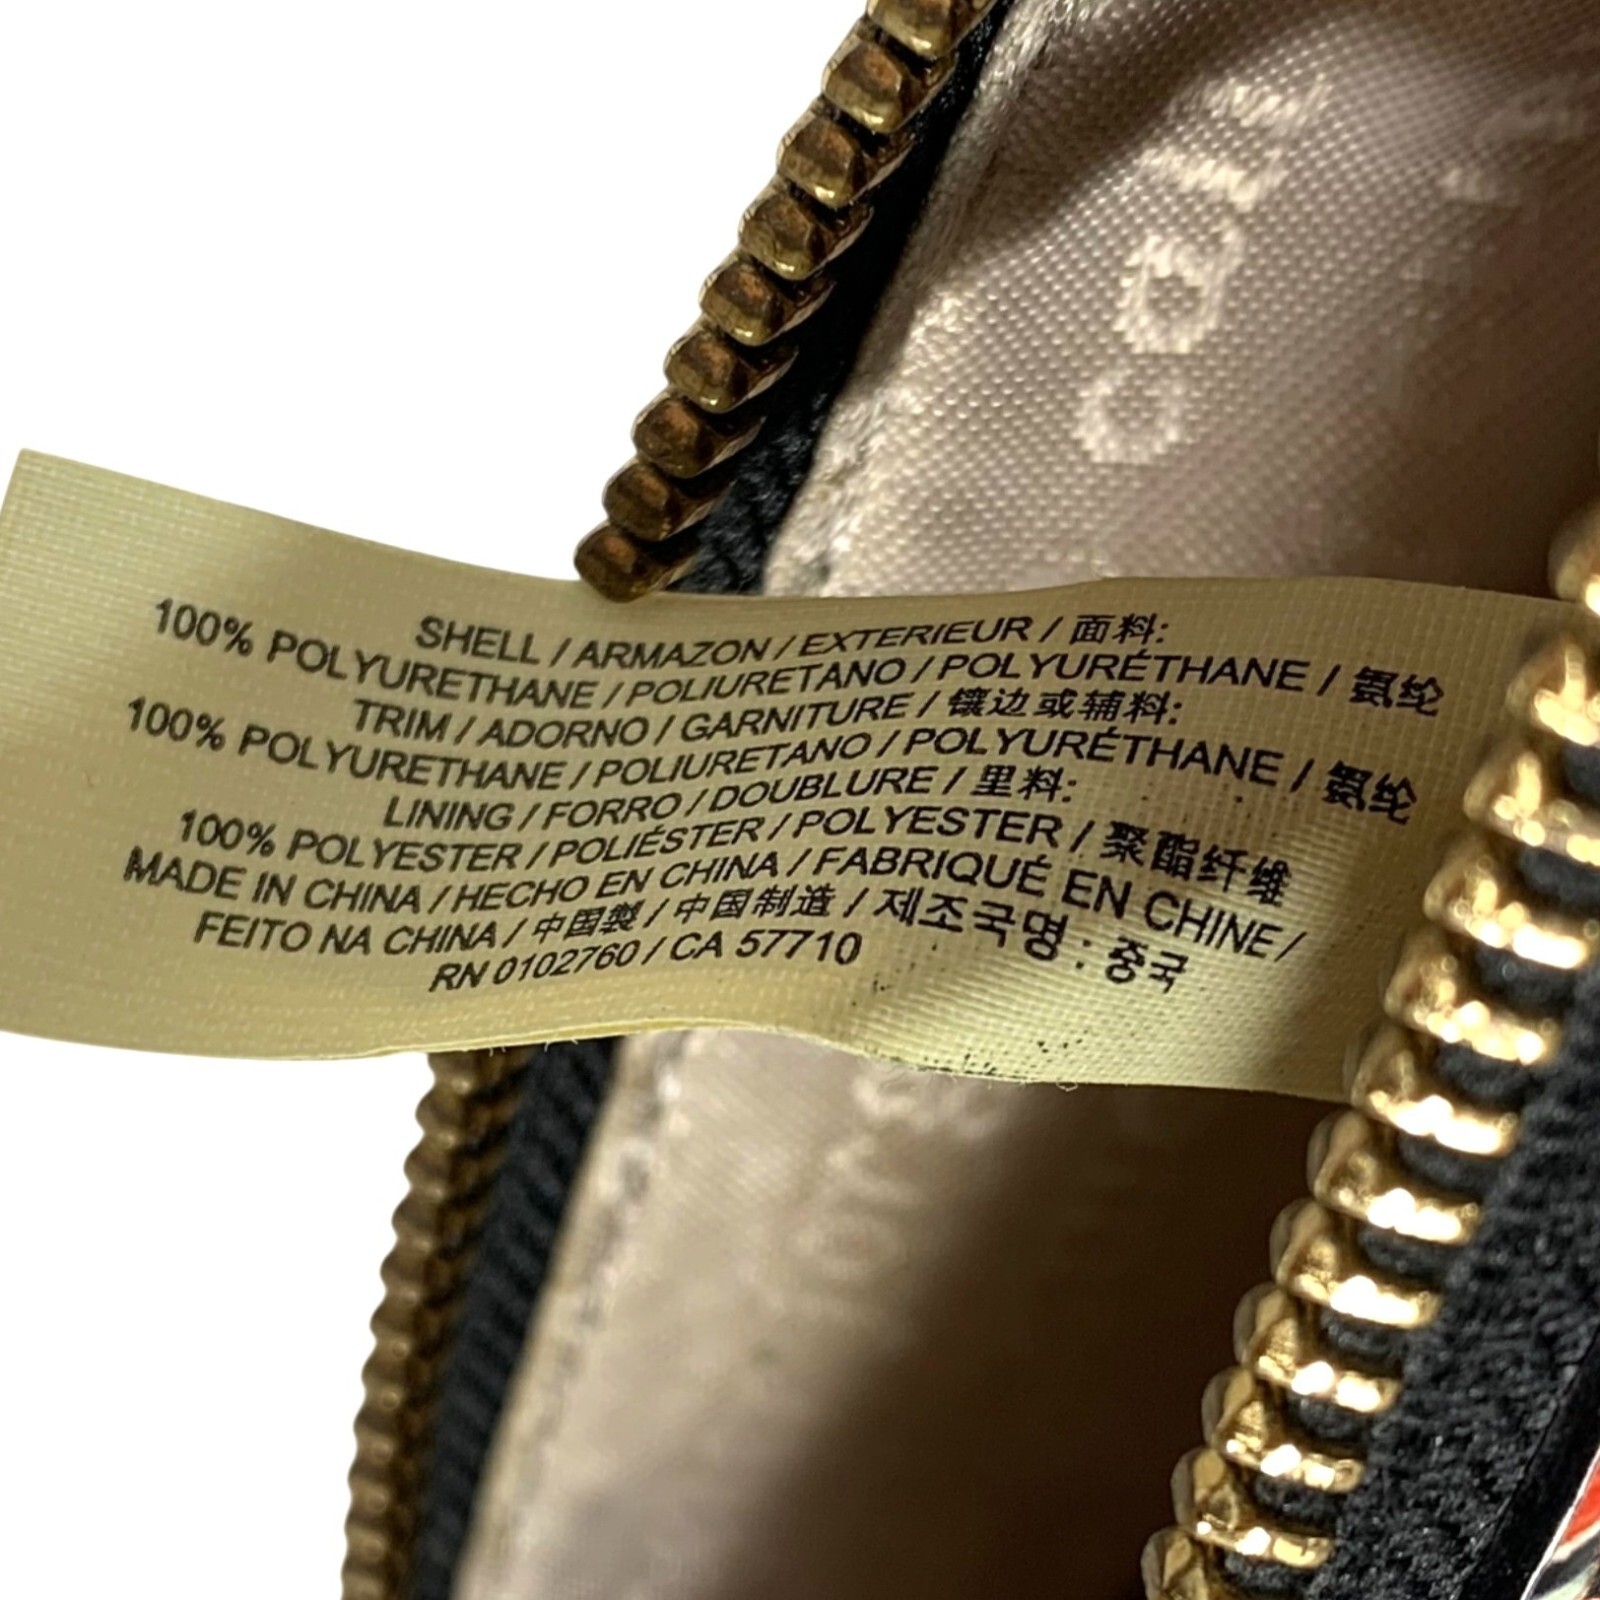 SHELL / ARMAZON / EXTERIEUR / 面料:
100% POLYURETHANE / POLIURETANO / POLYURÉTHANE / 氨纶
TRIM / ADORNO / GARNITURE / 镶边或辅料:
100% POLYURETHANE / POLIURETANO / POLYURÉTHANE / 氨纶
LINING / FORRO / DOUBLURE / 里料:
100% POLYESTER / POLIÉSTER / POLYESTER / 聚酯纤维
MADE IN CHINA / HECHO EN CHINA / FABRIQUÉ EN CHINE /
FEITO NA CHINA / 中国製 / 中国制造 / 제조국명 : 중국
RN 0102760 / CA 57710